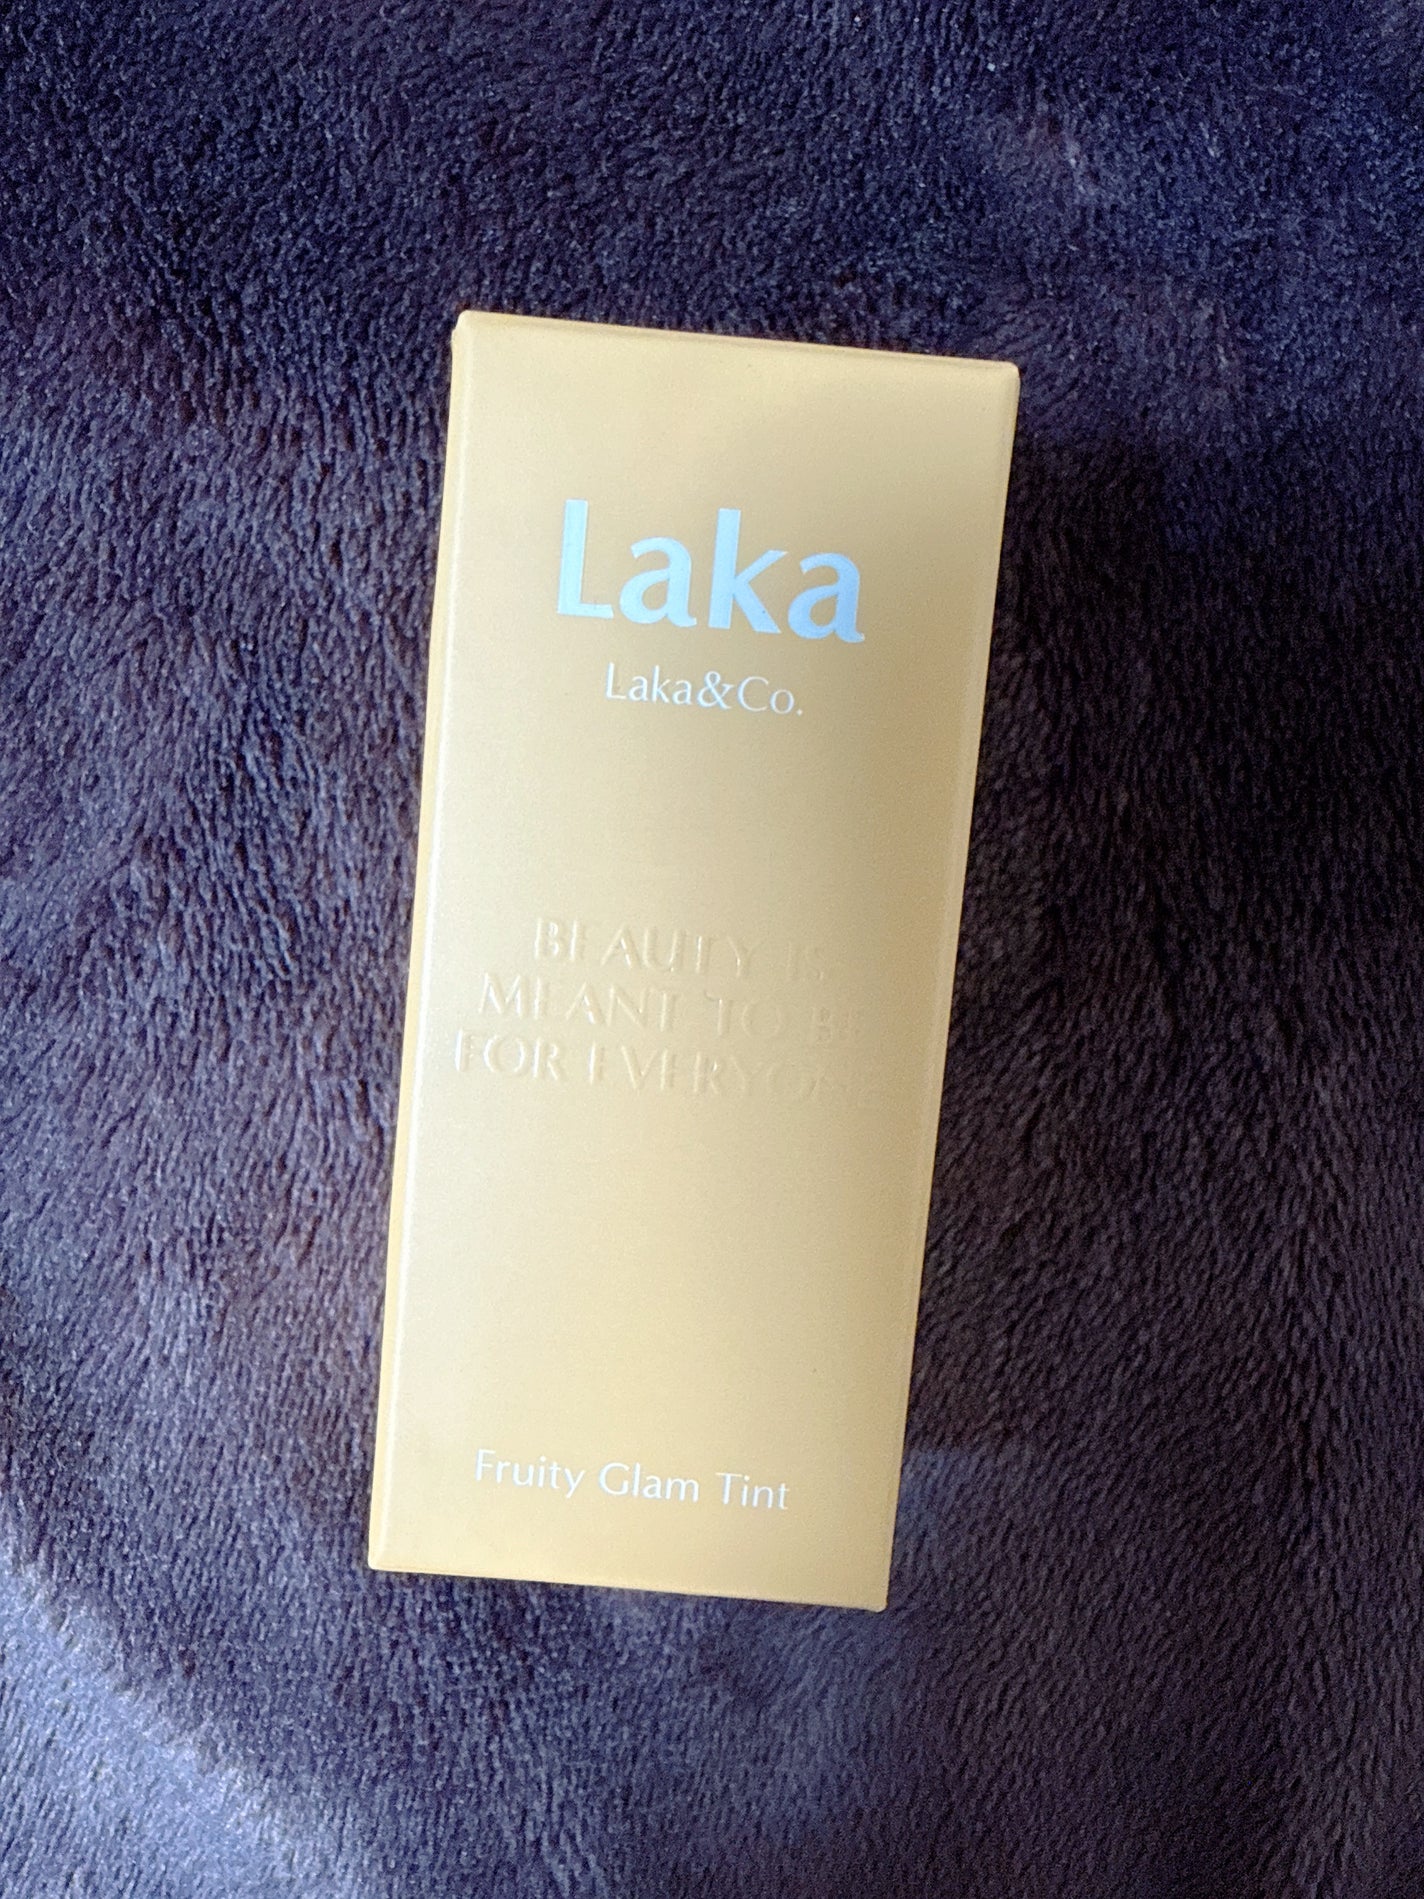 Laka
Laka&Co.
BEAUTY IS
MEANT TO BE
FOR EVERYONE
Fruity Glam Tint